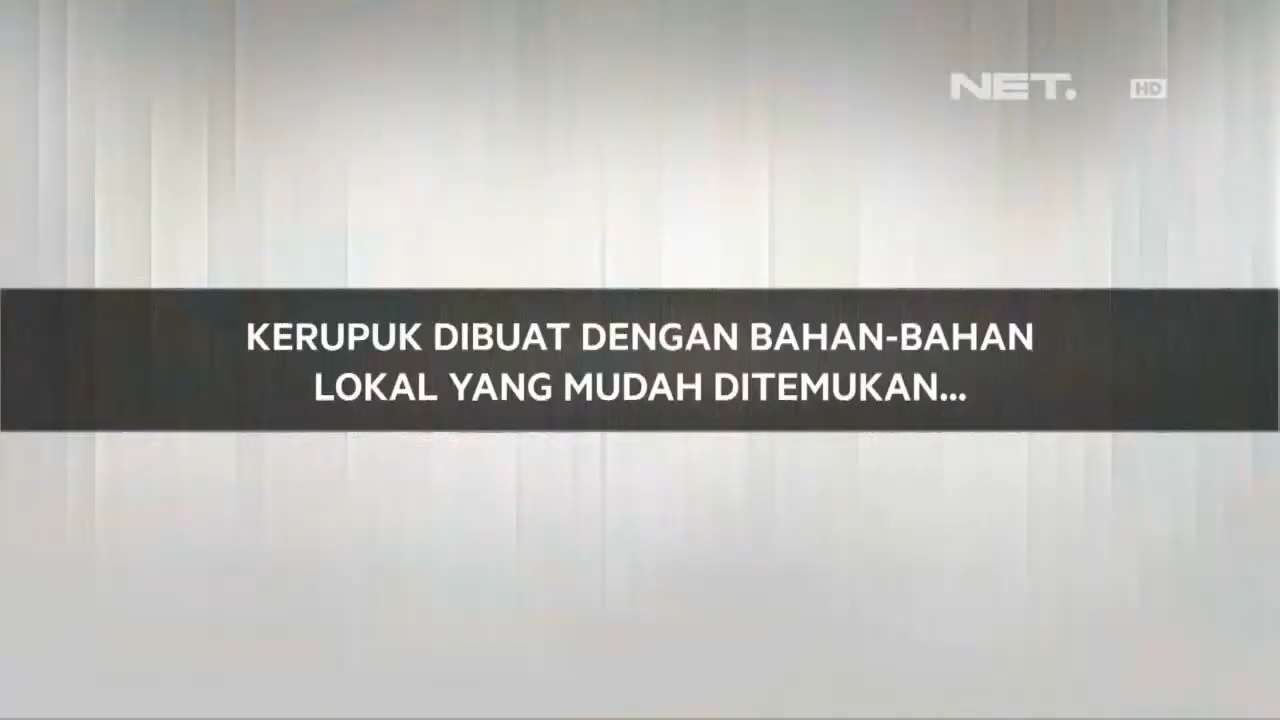 NET. HD
KERUPUK DIBUAT DENGAN BAHAN-BAHAN
LOKAL YANG MUDAH DITEMUKAN...